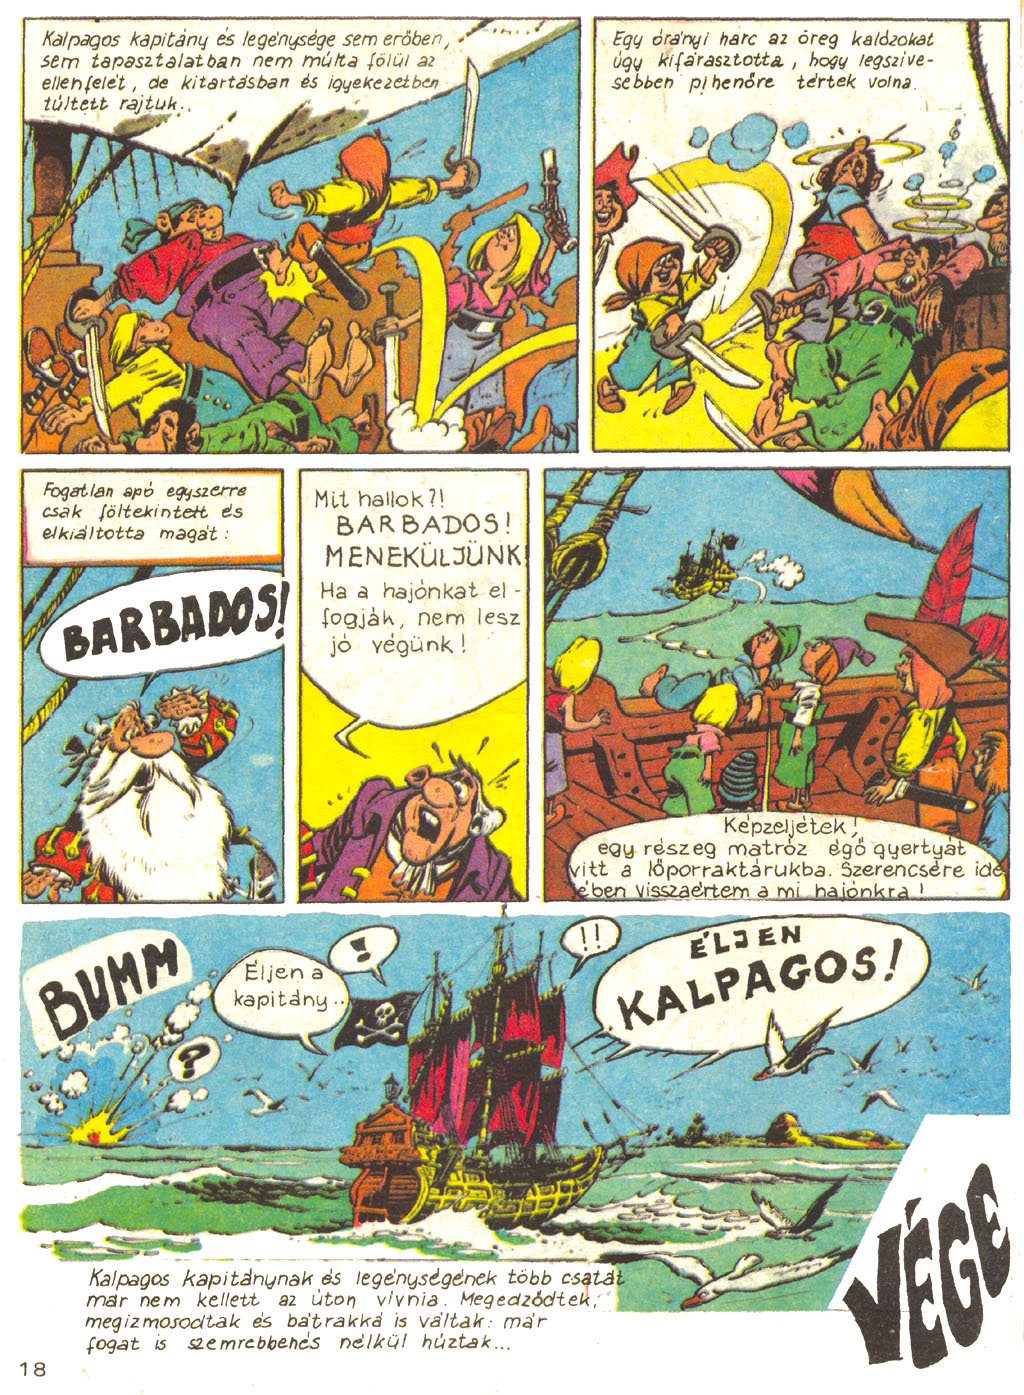 Kalpagos kapitány és legénysége sem erőben,
sem tapasztalatban nem múlta fölül az
ellenfelét, de kitartásban és igyekezetben
túltett rajtuk..
Egy órányi harc az öreg kalózokat
úgy kifárasztotta, hogy legszíve-
sebben pihenőre tértek volna.
Fogatlan apó egyszerre
csak föltekintett és
elkiáltotta magát:
BARBADOS!
Mit hallok?!
BARBADOS!
MENEKÜLJÜNK!
Ha a hajónkat el-
fogják, nem lesz
jó végünk!
Képzeljétek,
egy részeg matróz égő gyertyát
vitt a lőporraktárukba. Szerencsére ide-
ében visszaértem a mi hajónkra!
BUMM
?
Éljen a
kapitány..
!
!!
ÉLJEN
KALPAGOS!
Kalpagos kapitánynak és legénységének több csatát
már nem kellett az úton vívnia. Megedződtek,
megizmosodtak és bátrakká is váltak: már
fogat is szemrebbenés nélkül húztak...
VÉGE
18